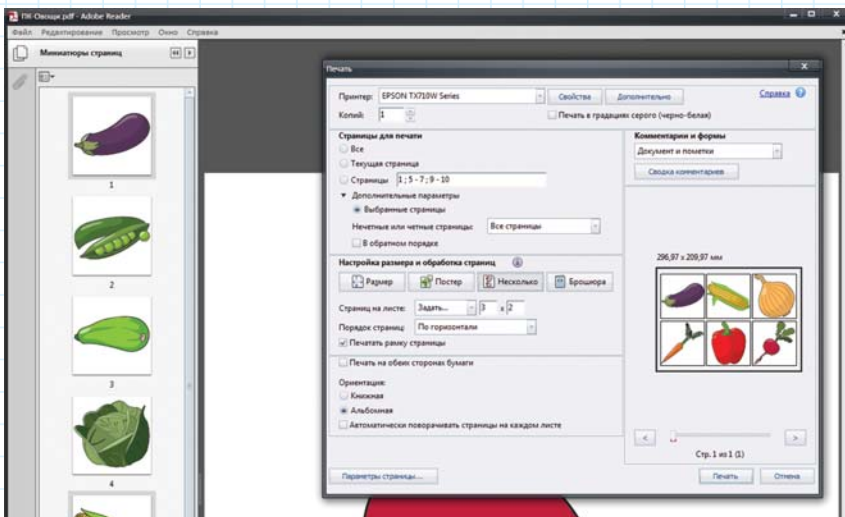 ПК-Овощи.pdf - Adobe Reader
Файл Редактирование Просмотр Окно Справка
Миниатюры страниц
1
2
3
4
Печать
Принтер: EPSON TX710W Series Свойства Дополнительно Справка
Копий: 1 Печать в градациях серого (черно-белая)
Страницы для печати
Все
Текущая страница
Страницы 1 ; 5 - 7 ; 9 - 10
Дополнительные параметры
Выбранные страницы
Нечетные или четные страницы: Все страницы
В обратном порядке
Настройка размера и обработка страниц
Размер Постер Несколько Брошюра
Страниц на листе: Задать... 3 x 2
Порядок страниц: По горизонтали
Печатать рамку страницы
Печать на обеих сторонах бумаги
Ориентация:
Книжная
Альбомная
Автоматически поворачивать страницы на каждом листе
Комментарии и формы
Документ и пометки
Сводка комментариев
296,97 x 209,97 мм
Стр. 1 из 1 (1)
Параметры страницы... Печать Отмена